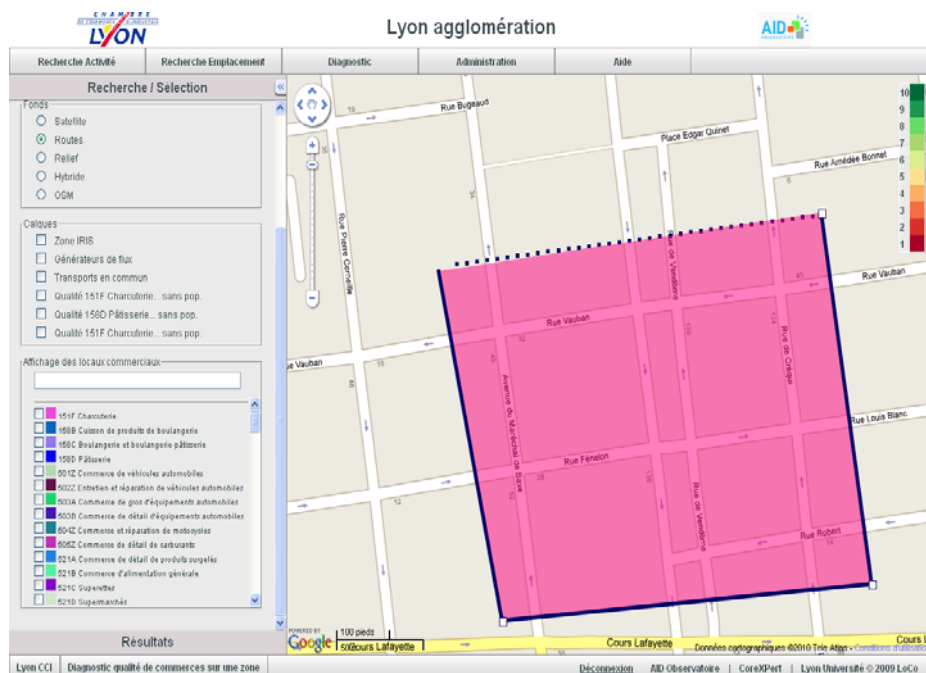 CHAMBRE
LYON
Lyon agglomération
AID
OBSERVATOIRE
Recherche Activité
Recherche Emplacement
Diagnostic
Administration
Aide
Recherche / Sélection
«
Fonds
Satellite
Routes
Relief
Hybride
OSM
Calques
Zone IRIS
Générateurs de flux
Transports en commun
Qualité 151F Charcuterie... sans pop.
Qualité 158D Pâtisserie... sans pop.
Qualité 151F Charcuterie... sans pop.
Affichage des locaux commerciaux
151F Charcuterie
158B Cuisson de produits de boulangerie
158C Boulangerie et boulangerie pâtisserie
158D Pâtisserie
501Z Commerce de véhicules automobiles
502Z Entretien et réparation de véhicules automobiles
503A Commerce de gros d'équipements automobiles
503B Commerce de détail d'équipements automobiles
504Z Commerce et réparation de motocycles
505Z Commerce de détail de carburants
521A Commerce de détail de produits surgelés
521B Commerce d'alimentation générale
521C Superettes
521D Supermarchés
Résultats
Rue Bugeaud
Place Edgar Quinet
Rue Amédée Bonnet
Rue Pierre Corneille
Rue de Vendôme
Rue Vauban
Rue Vauban
Rue Vauban
Avenue du Maréchal de Saxe
Rue de Créqui
Rue Louis Blanc
Rue Fénelon
Rue de Vendôme
Rue Robert
10
9
8
7
6
5
4
3
2
1
POWERED BY
Google
100 pieds
Cours Lafayette
Cours Lafayette
Cours L
Données cartographiques ©2010 Tele Atlas - Conditions d'utilisation
Lyon CCI
Diagnostic qualité de commerces sur une zone
Déconnexion AID Observatoire | CoreXPert | Lyon Université © 2009 LoCo